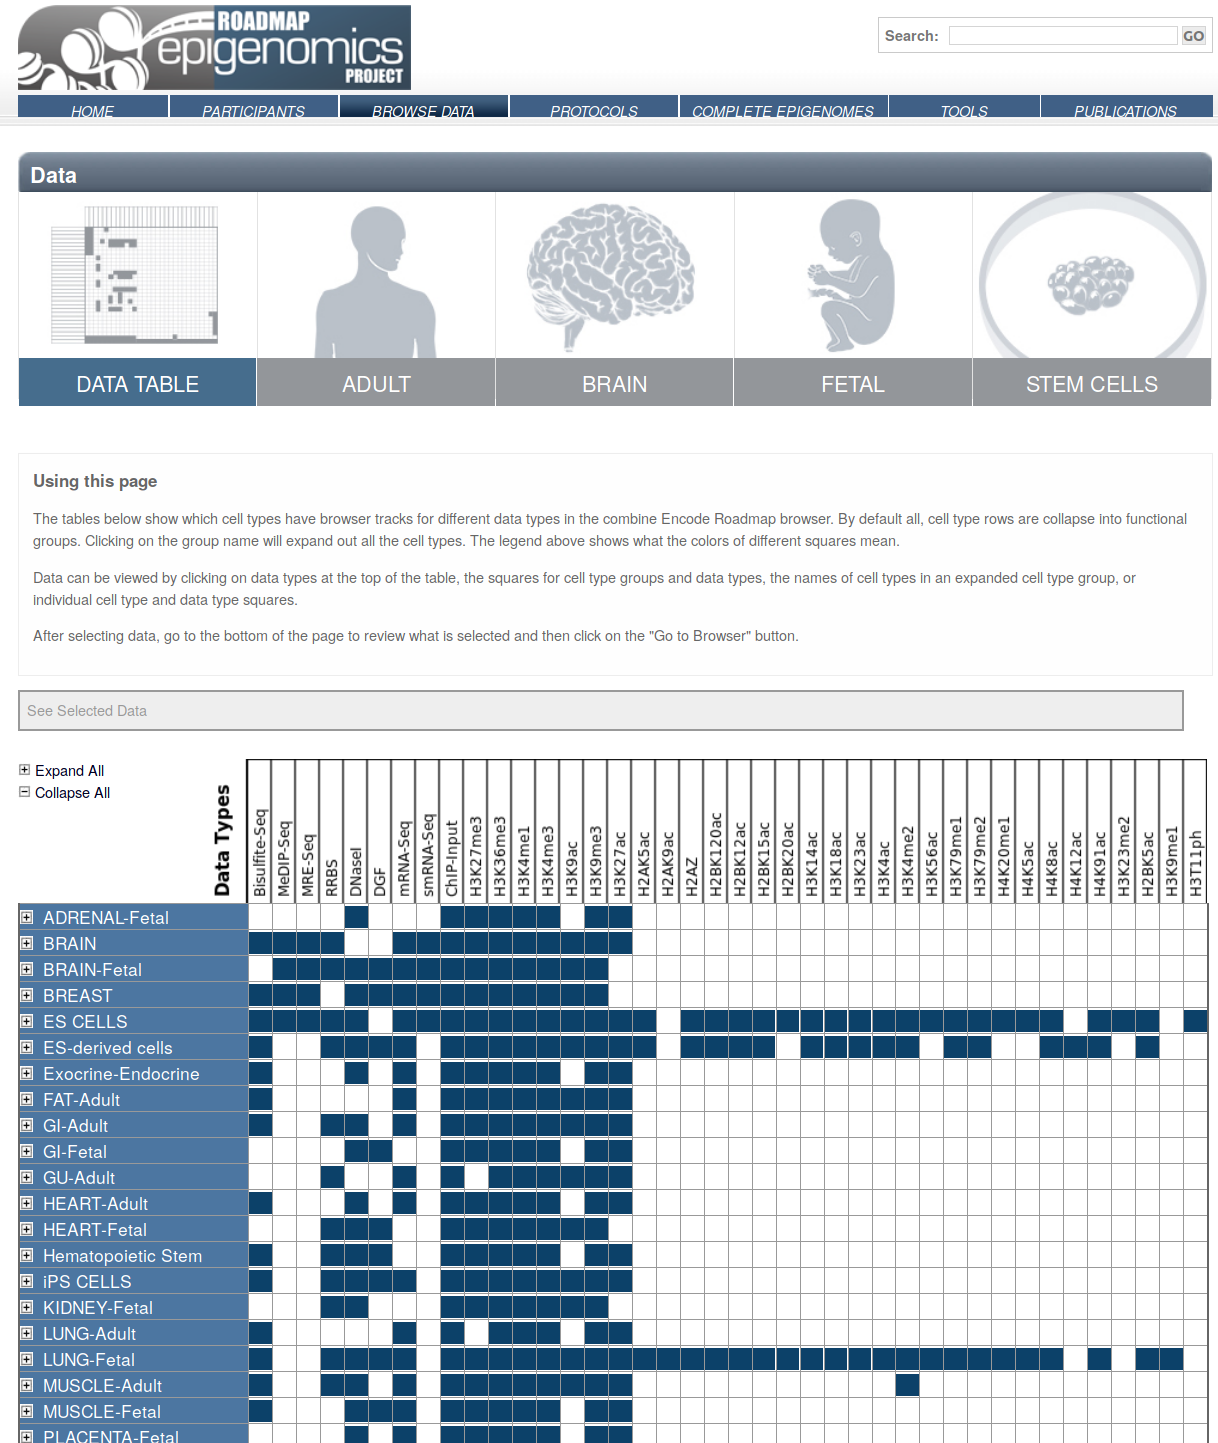 ROADMAP
epigenomics
PROJECT
Search:
GO
HOME
PARTICIPANTS
BROWSE DATA
PROTOCOLS
COMPLETE EPIGENOMES
TOOLS
PUBLICATIONS
Data
DATA TABLE
ADULT
BRAIN
FETAL
STEM CELLS
Using this page
The tables below show which cell types have browser tracks for different data types in the combine Encode Roadmap browser. By default all, cell type rows are collapse into functional
groups. Clicking on the group name will expand out all the cell types. The legend above shows what the colors of different squares mean.
Data can be viewed by clicking on data types at the top of the table, the squares for cell type groups and data types, the names of cell types in an expanded cell type group, or
individual cell type and data type squares.
After selecting data, go to the bottom of the page to review what is selected and then click on the "Go to Browser" button.
See Selected Data
Expand All
Collapse All
Data Types
Bisulfite-Seq
MeDIP-Seq
MRE-Seq
RRBS
DNaseI
DGF
mRNA-Seq
smRNA-Seq
ChIP-Input
H3K27me3
H3K36me3
H3K4me1
H3K4me3
H3K9ac
H3K9me3
H3K27ac
H2AK5ac
H2AK9ac
H2AZ
H2BK120ac
H2BK12ac
H2BK15ac
H2BK20ac
H3K14ac
H3K18ac
H3K23ac
H3K4ac
H3K4me2
H3K56ac
H3K79me1
H3K79me2
H4K20me1
H4K5ac
H4K8ac
H4K12ac
H4K91ac
H3K23me2
H2BK5ac
H3K9me1
H3T11ph
ADRENAL-Fetal
BRAIN
BRAIN-Fetal
BREAST
ES CELLS
ES-derived cells
Exocrine-Endocrine
FAT-Adult
GI-Adult
GI-Fetal
GU-Adult
HEART-Adult
HEART-Fetal
Hematopoietic Stem
iPS CELLS
KIDNEY-Fetal
LUNG-Adult
LUNG-Fetal
MUSCLE-Adult
MUSCLE-Fetal
PLACENTA-Fetal